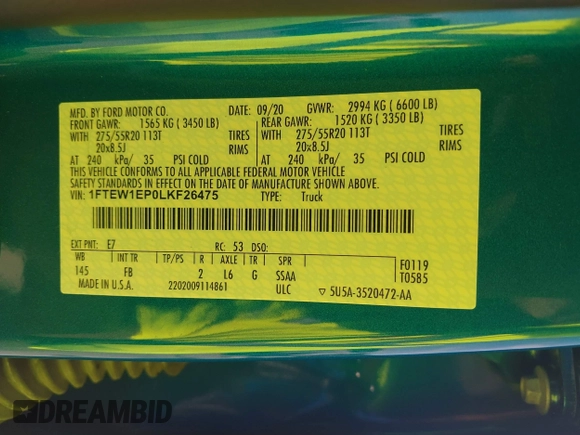 MFD. BY FORD MOTOR CO. DATE: 09/20 GVWR: 2994 KG ( 6600 LB)
FRONT GAWR: 1565 KG ( 3450 LB) REAR GAWR: 1520 KG ( 3350 LB)
WITH 275/55R20 113T TIRES WITH 275/55R20 113T TIRES
20x8.5J RIMS 20x8.5J RIMS
AT 240 kPa/ 35 PSI COLD AT 240 kPa/ 35 PSI COLD
THIS VEHICLE CONFORMS TO ALL APPLICABLE FEDERAL MOTOR VEHICLE
SAFETY STANDARDS IN EFFECT ON THE DATE OF MANUFACTURE SHOWN ABOVE.
VIN: 1FTEW1EP0LKF26475 TYPE: Truck
EXT PNT: E7 RC: 53 DSO:
WB INT TR TP/PS R AXLE TR SPR F0119
145 FB 2 L6 G SSAA T0585
MADE IN U.S.A. 2202009114861 ULC ▽ 5U5A-3520472-AA
DREAMBID